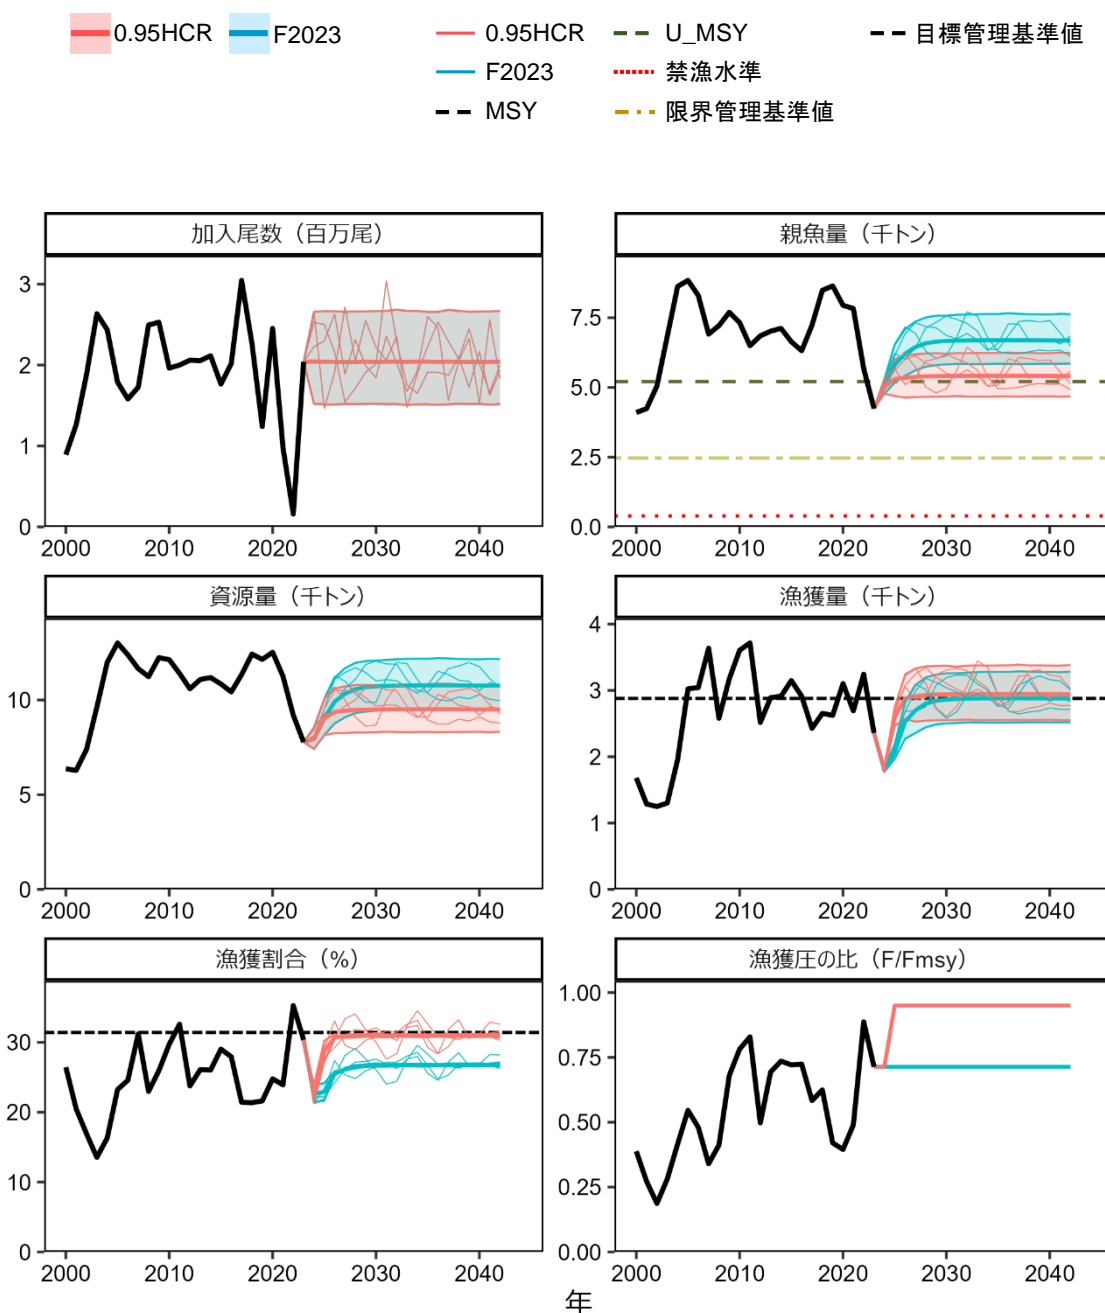 0.95HCR F2023 0.95HCR U_MSY 目標管理基準値
F2023 禁漁水準
MSY 限界管理基準値
加入尾数（百万尾）
3
2
1
0
2000 2010 2020 2030 2040
親魚量（千トン）
7.5
5.0
2.5
0.0
2000 2010 2020 2030 2040
資源量（千トン）
10
5
0
2000 2010 2020 2030 2040
漁獲量（千トン）
4
3
2
1
0
2000 2010 2020 2030 2040
漁獲割合（%）
30
20
10
0
2000 2010 2020 2030 2040
漁獲圧の比（F/Fmsy）
1.00
0.75
0.50
0.25
0.00
2000 2010 2020 2030 2040
年